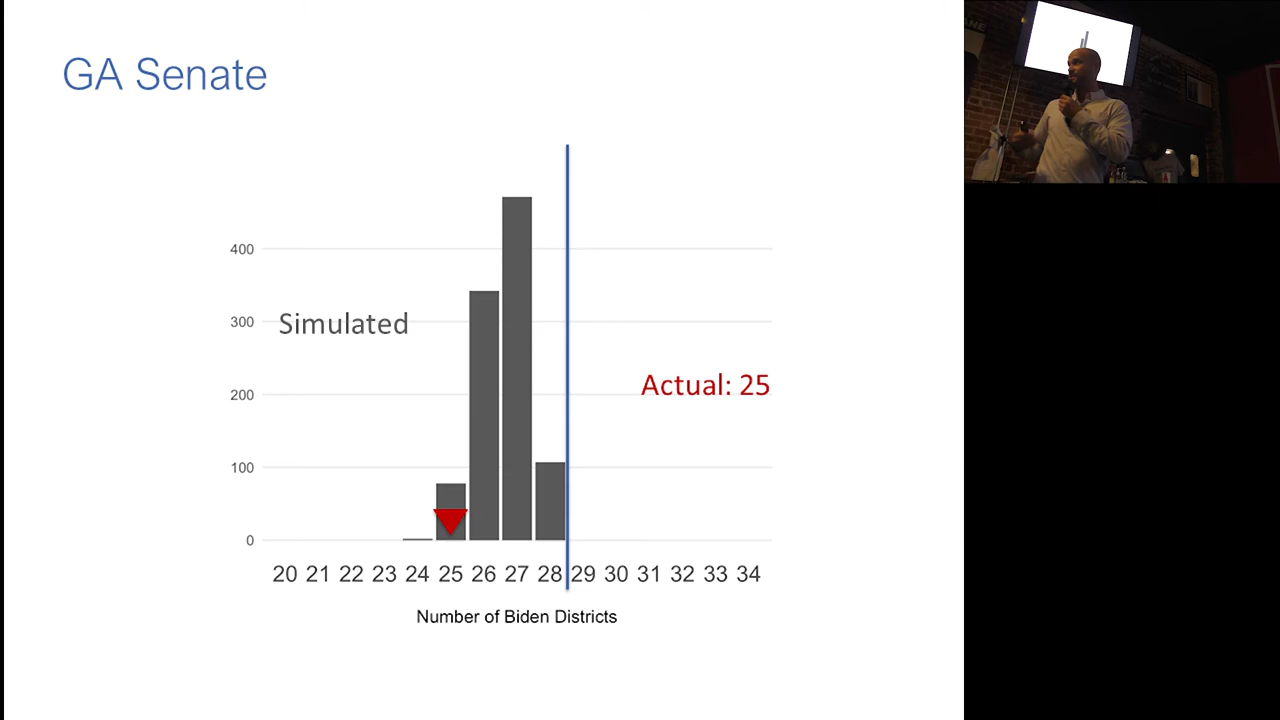 GA Senate
400
300
200
100
0
Simulated
Actual: 25
20 21 22 23 24 25 26 27 28 29 30 31 32 33 34
Number of Biden Districts